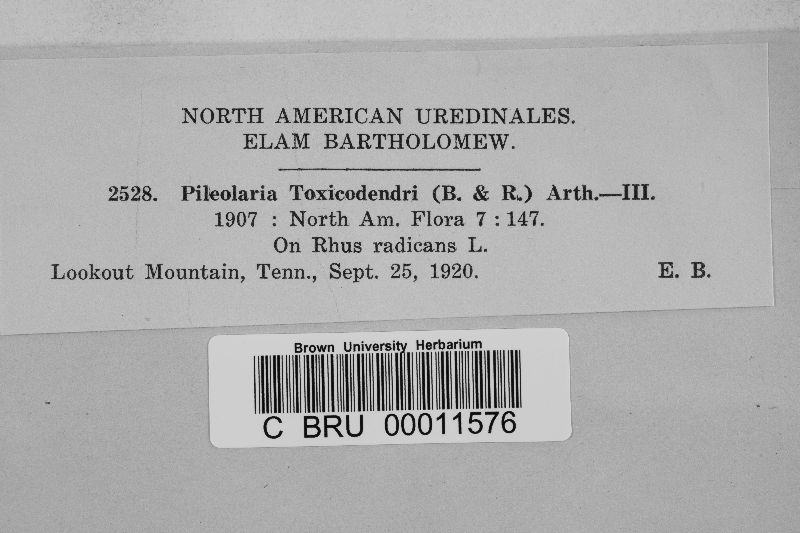 NORTH AMERICAN UREDINALES.
ELAM BARTHOLOMEW.
2528. Pileolaria Toxicodendri (B. & R.) Arth.—III.
1907 : North Am. Flora 7 : 147.
On Rhus radicans L.
Lookout Mountain, Tenn., Sept. 25, 1920. E. B.
Brown University Herbarium
C BRU 00011576